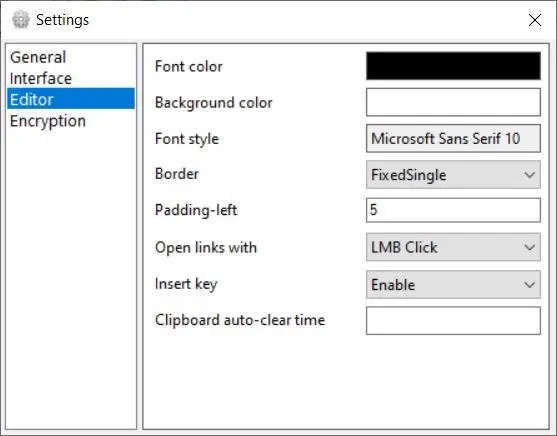 Settings
General
Interface
Editor
Encryption
Font color
Background color
Font style Microsoft Sans Serif 10
Border FixedSingle
Padding-left 5
Open links with LMB Click
Insert key Enable
Clipboard auto-clear time